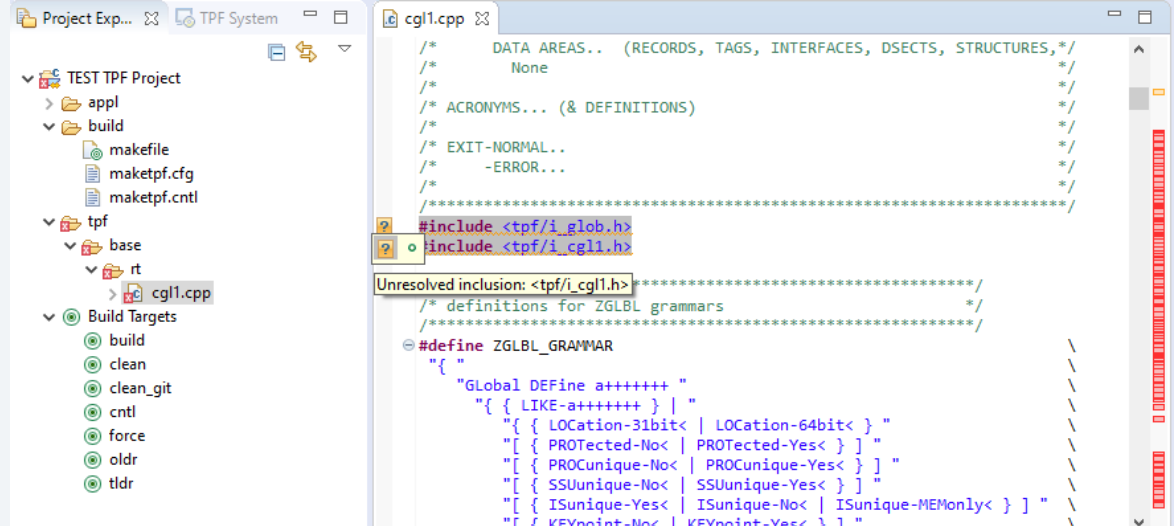 Project Exp...
TPF System
TEST TPF Project
appl
build
makefile
maketpf.cfg
maketpf.cntl
tpf
base
rt
cgl1.cpp
Build Targets
build
clean
clean_git
cntl
force
oldr
tldr
cgl1.cpp
/*      DATA AREAS..  (RECORDS, TAGS, INTERFACES, DSECTS, STRUCTURES,*/
/*        None                                                       */
/*                                                                   */
/* ACRONYMS... (& DEFINITIONS)                                       */
/*                                                                   */
/* EXIT-NORMAL..                                                     */
/*     -ERROR...                                                     */
/*                                                                   */
/*********************************************************************/
#include <tpf/i_glob.h>
#include <tpf/i_cgl1.h>
Unresolved inclusion: <tpf/i_cgl1.h>
************************************/
/* definitions for ZGLBL grammars                          */
/***********************************************************/
#define ZGLBL_GRAMMAR                                                 \
"{ "                                                                 \
"GLobal DEFine a+++++++ "                                         \
"{ { LIKE-a+++++++ } | "                                        \
"{ { LOCation-31bit< | LOCation-64bit< } "                   \
"[ { PROTected-No< | PROTected-Yes< } ] "                    \
"[ { PROCunique-No< | PROCunique-Yes< } ] "                  \
"[ { SSUunique-No< | SSUunique-Yes< } ] "                    \
"[ { ISunique-Yes< | ISunique-No< | ISunique-MEMonly< } ] "  \
"[ { KEYpoint-No< | KEYpoint-Yes< } ] "                      \